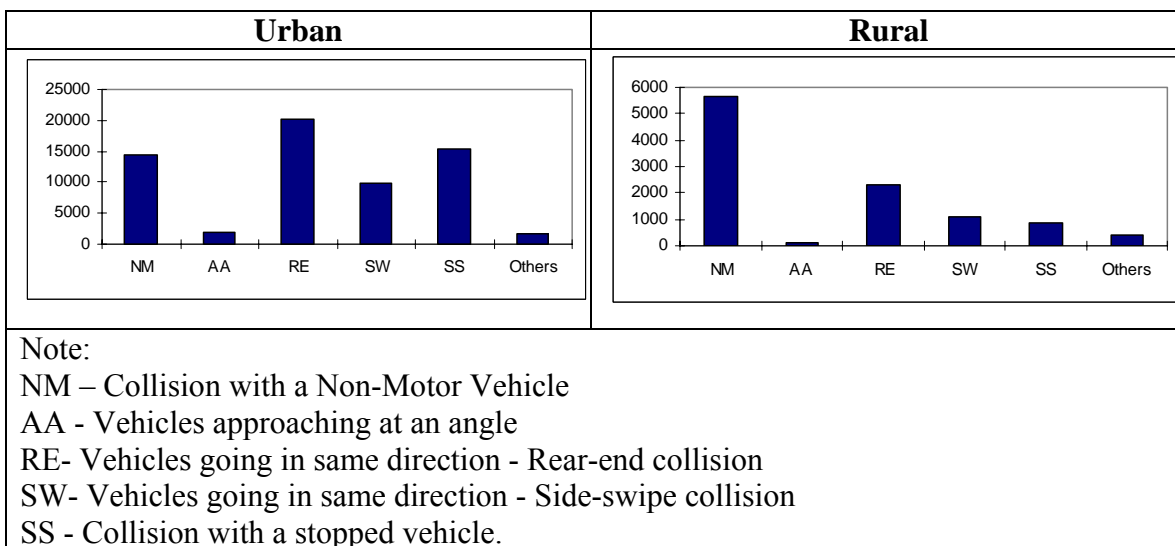 Urban
Rural
25000
20000
15000
10000
5000
0
NM AA RE SW SS Others
6000
5000
4000
3000
2000
1000
0
NM AA RE SW SS Others
Note:
NM – Collision with a Non-Motor Vehicle
AA - Vehicles approaching at an angle
RE- Vehicles going in same direction - Rear-end collision
SW- Vehicles going in same direction - Side-swipe collision
SS - Collision with a stopped vehicle.